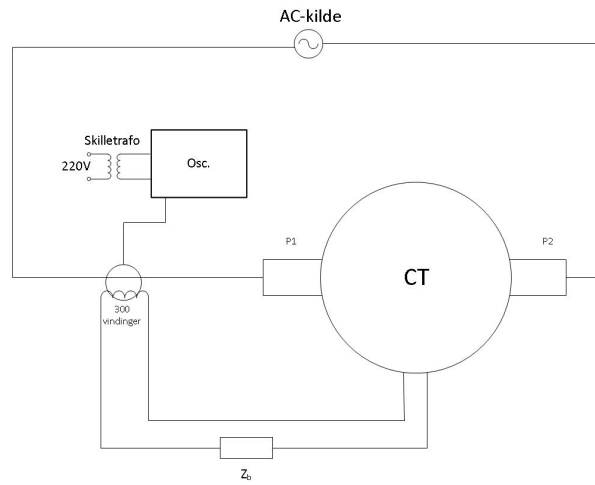 AC-kilde
Skilletrafo
220V
Osc.
P1
P2
CT
300
vindinger
Zb